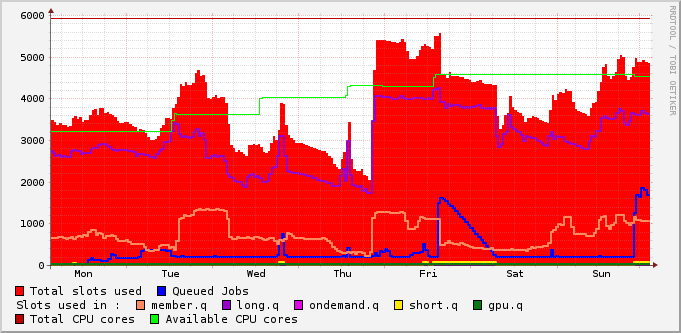 RRDTOOL / TOBI OETIKER
6000
5000
4000
3000
2000
1000
0
Mon Tue Wed Thu Fri Sat Sun
Total slots used Queued Jobs
Slots used in : member.q long.q ondemand.q short.q gpu.q
Total CPU cores Available CPU cores